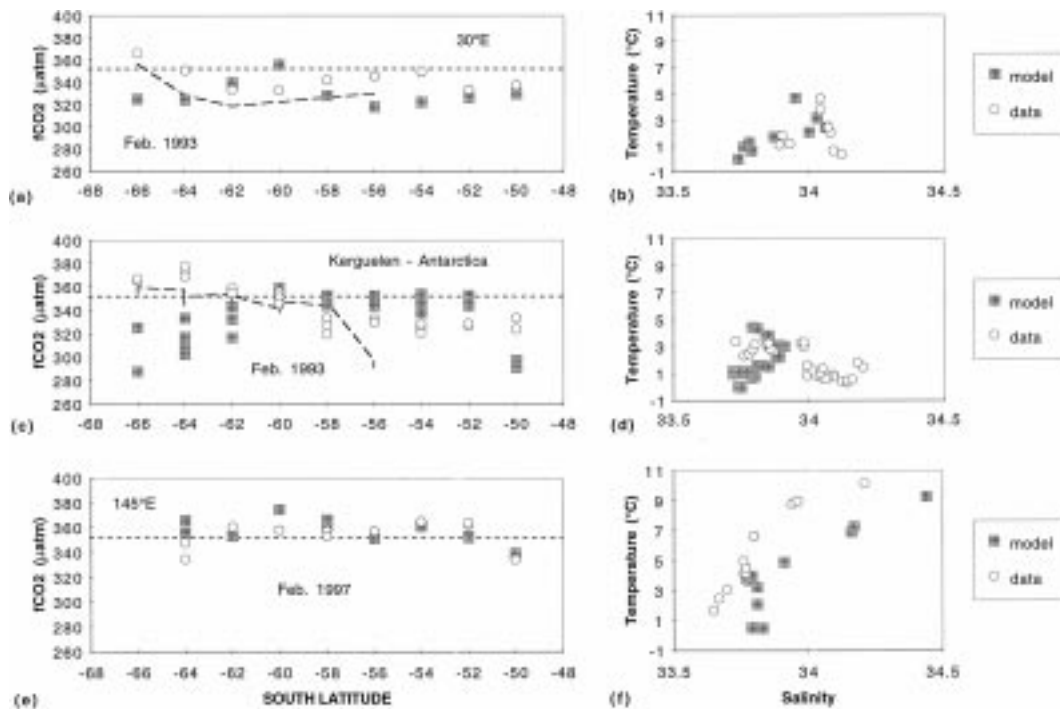 400
380
360
340
320
300
280
260
fCO2 (µatm)
30°E
Feb. 1993
-68 -66 -64 -62 -60 -58 -56 -54 -52 -50 -48
(a)
11
9
7
5
3
1
-1
Temperature (°C)
33.5 34 34.5
(b)
model
data
400
380
360
340
320
300
280
260
fCO2 (µatm)
Kerguelen - Antarctica
Feb. 1993
-68 -66 -64 -62 -60 -58 -56 -54 -52 -50 -48
(c)
11
9
7
5
3
1
-1
Temperature (°C)
33.5 34 34.5
(d)
model
data
400
380
360
340
320
300
280
260
fCO2 (µatm)
145°E
Feb. 1997
-68 -66 -64 -62 -60 -58 -56 -54 -52 -50 -48
(e)
SOUTH LATITUDE
11
9
7
5
3
1
-1
Temperature (°C)
33.5 34 34.5
(f)
Salinity
model
data